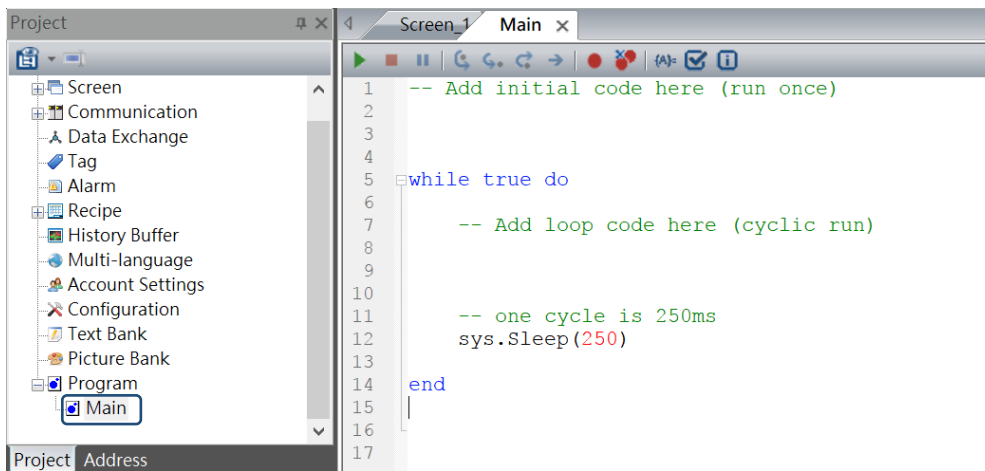 Project
Screen
Communication
Data Exchange
Tag
Alarm
Recipe
History Buffer
Multi-language
Account Settings
Configuration
Text Bank
Picture Bank
Program
Main
Project Address
Screen_1 Main
{A}=
1 -- Add initial code here (run once)
2
3
4
5 while true do
6
7 -- Add loop code here (cyclic run)
8
9
10
11 -- one cycle is 250ms
12 sys.Sleep(250)
13
14 end
15
16
17